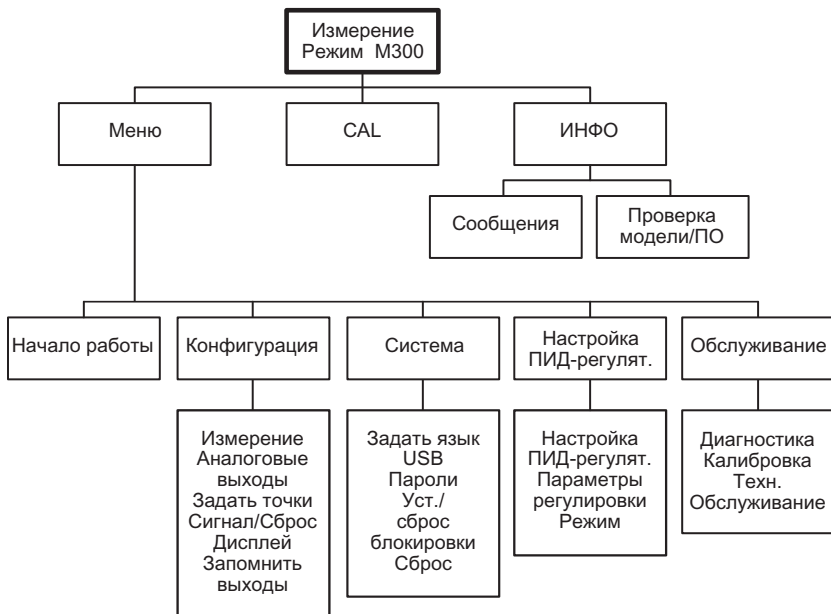 Измерение
Режим М300
Меню
CAL
ИНФО
Сообщения
Проверка
модели/ПО
Начало работы
Конфигурация
Система
Настройка
ПИД-регулят.
Обслуживание
Измерение
Аналоговые
выходы
Задать точки
Сигнал/Сброс
Дисплей
Запомнить
выходы
Задать язык
USB
Пароли
Уст./
сброс
блокировки
Сброс
Настройка
ПИД-регулят.
Параметры
регулировки
Режим
Диагностика
Калибровка
Техн.
Обслуживание